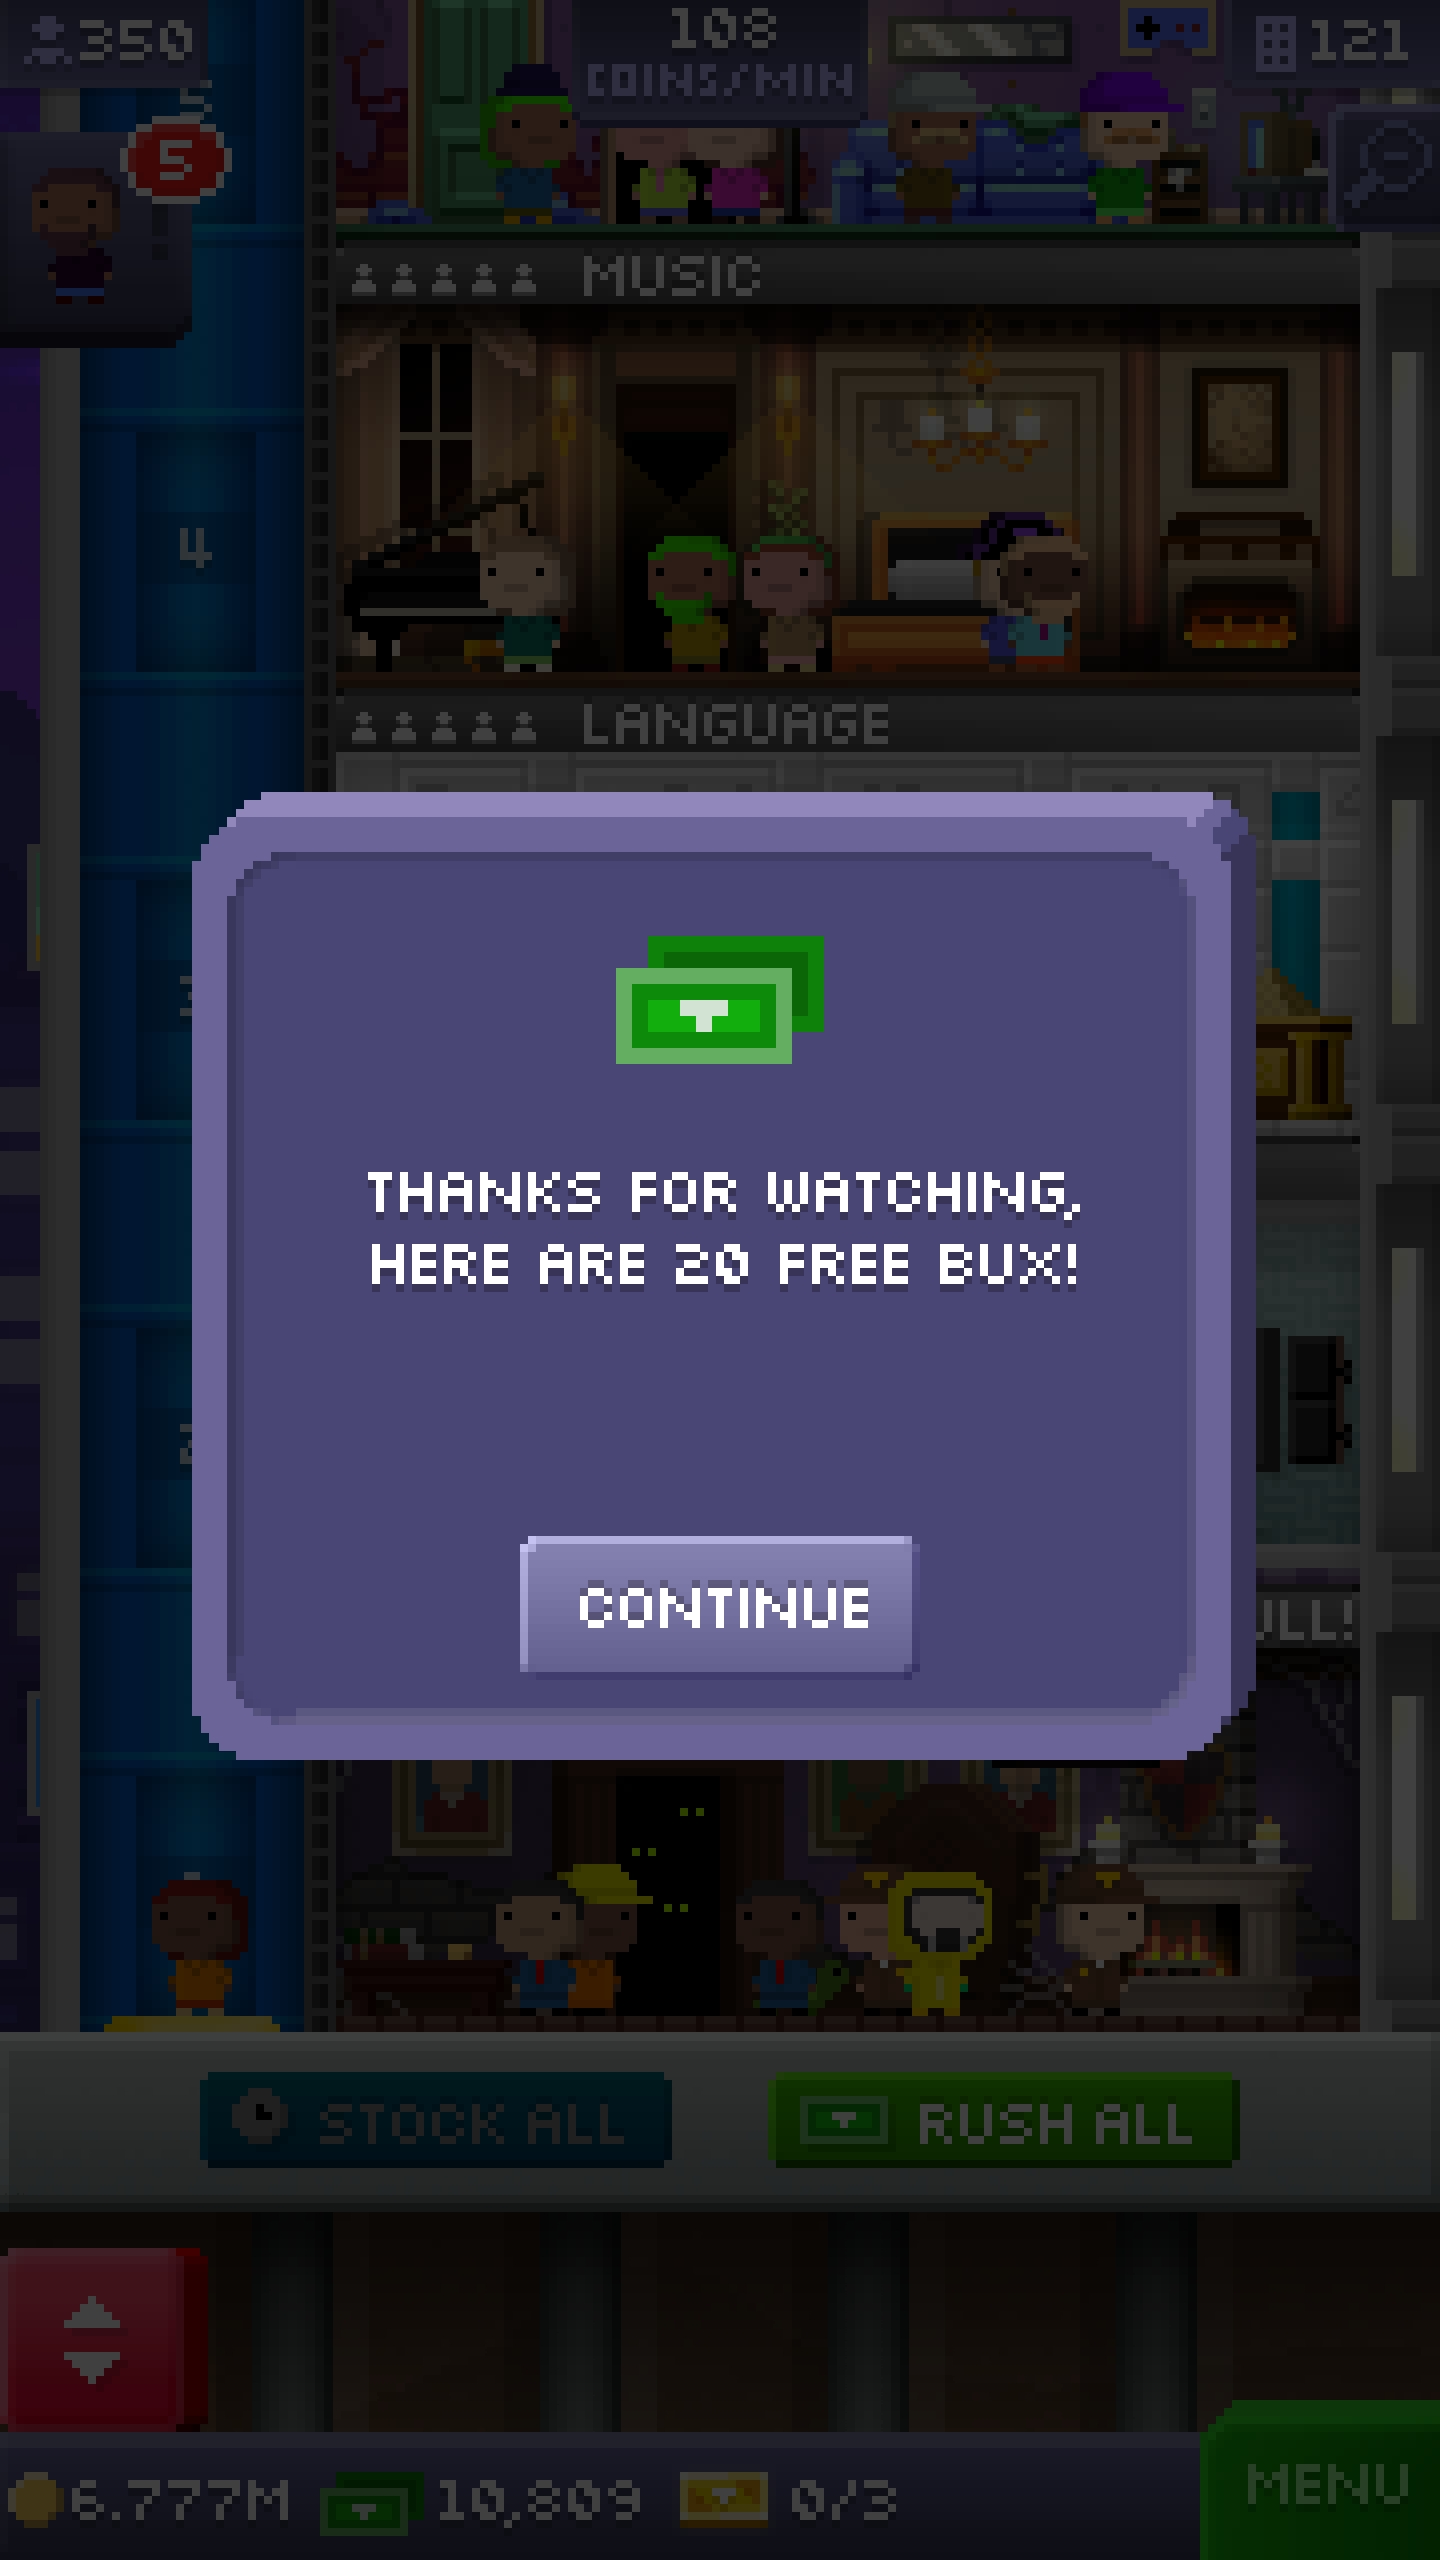 350
108
COINS/MIN
121
5
5
MUSIC
4
LANGUAGE
THANKS FOR WATCHING,
HERE ARE 20 FREE BUX!
CONTINUE
STOCK ALL
RUSH ALL
6.777M
10,809
0/3
MENU